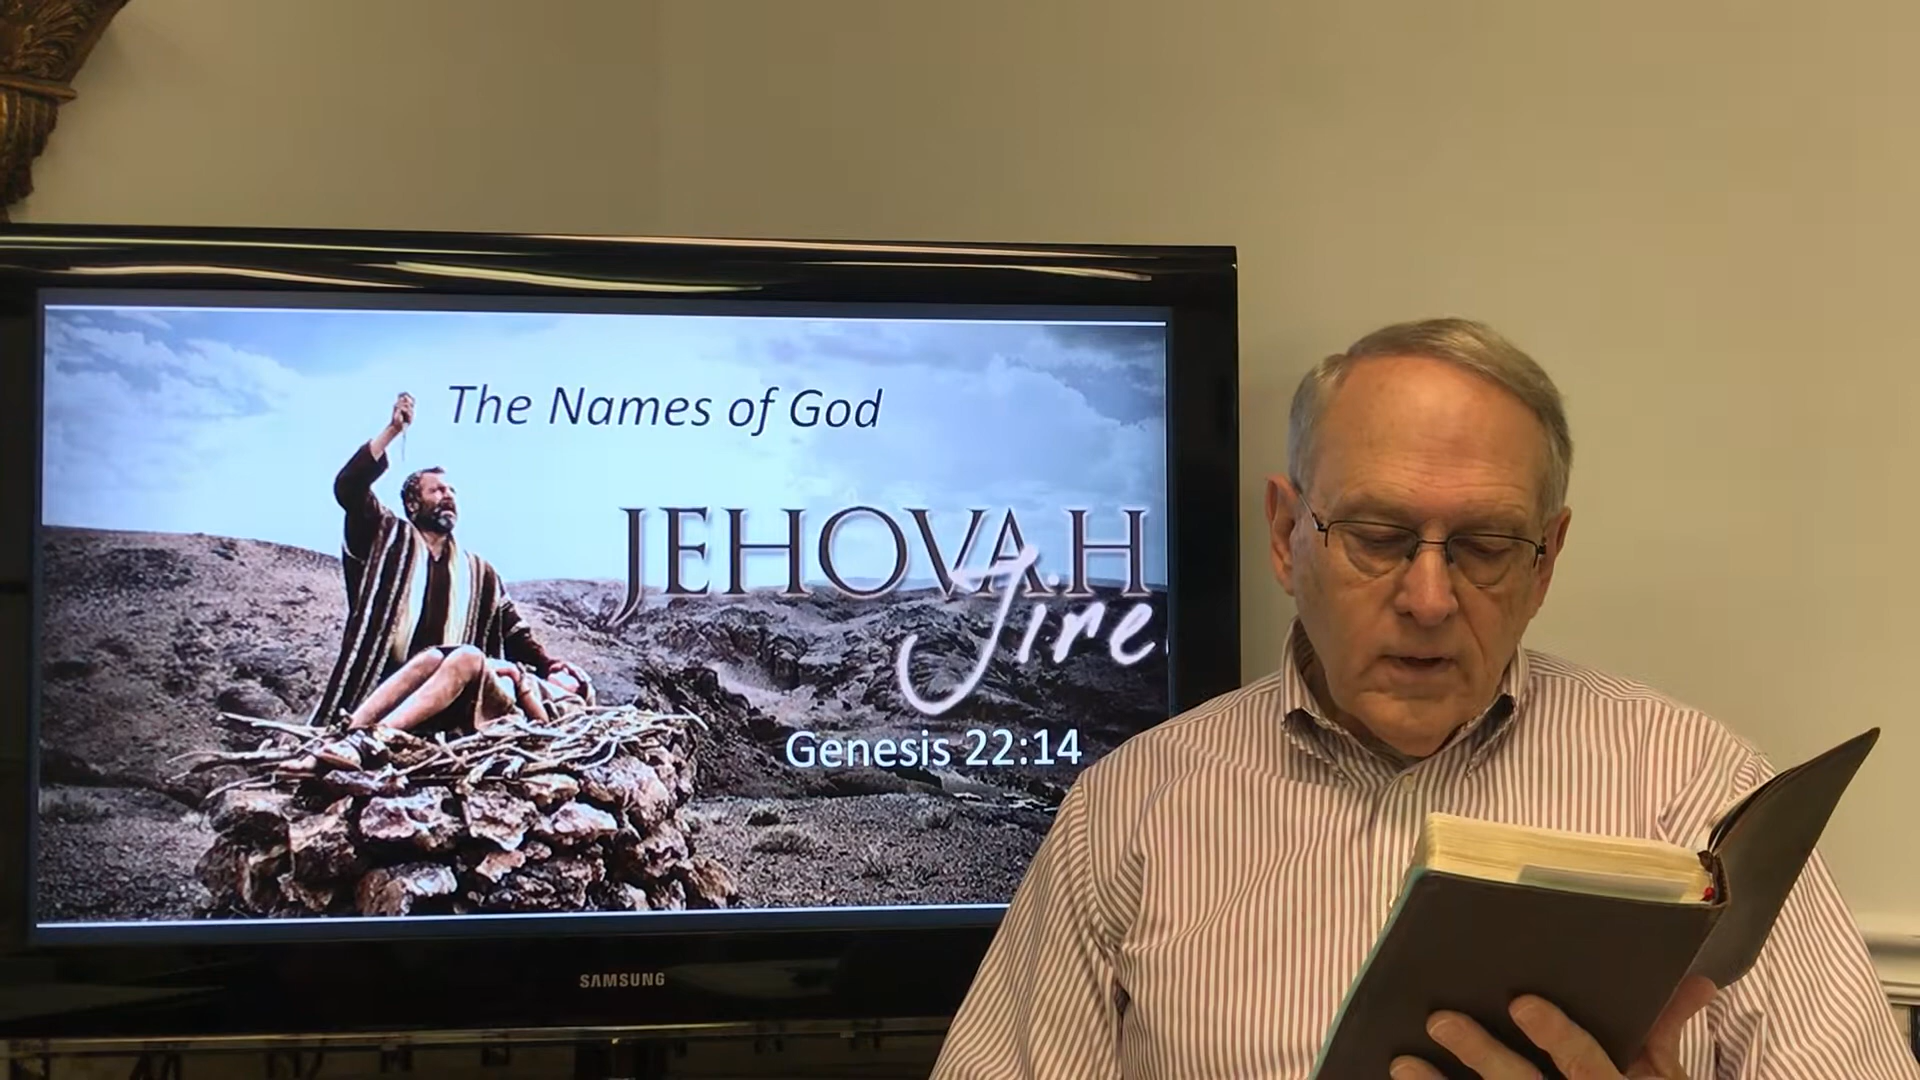 The Names of God
JEHOVAH
Jire
Genesis 22:14
SAMSUNG